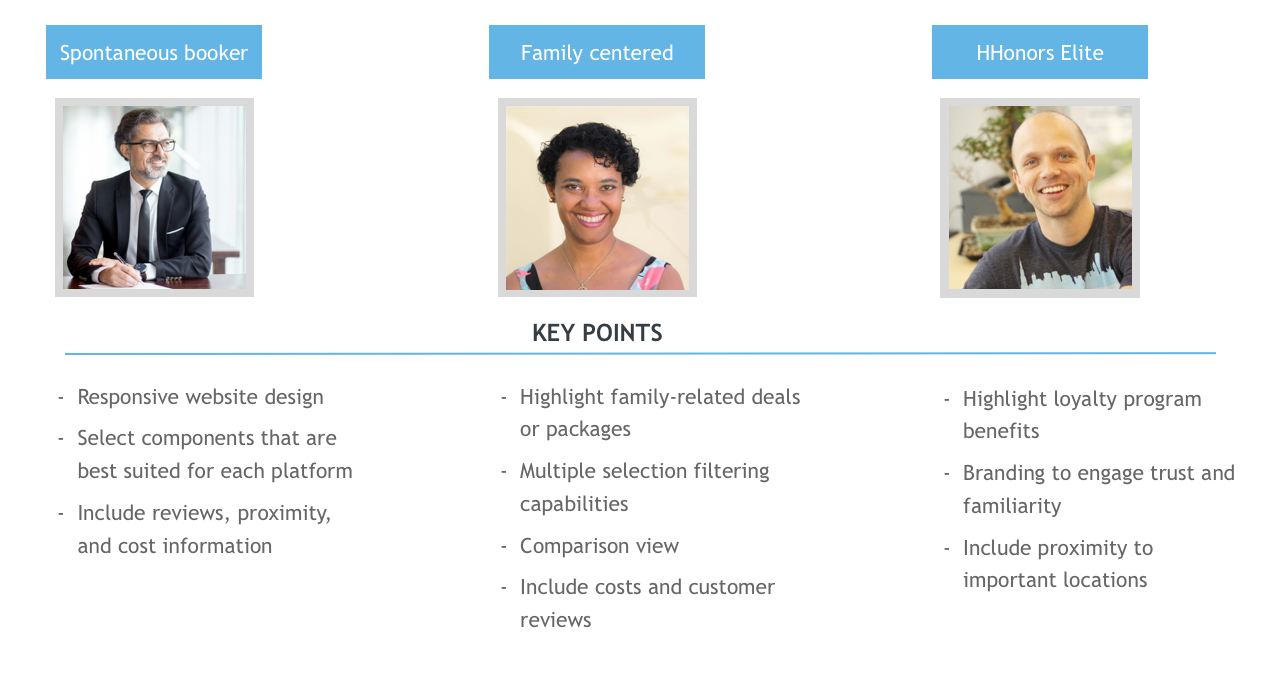 Spontaneous booker
Family centered
HHonors Elite
KEY POINTS
- Responsive website design
- Select components that are
best suited for each platform
- Include reviews, proximity,
and cost information
- Highlight family-related deals
or packages
- Multiple selection filtering
capabilities
- Comparison view
- Include costs and customer
reviews
- Highlight loyalty program
benefits
- Branding to engage trust and
familiarity
- Include proximity to
important locations